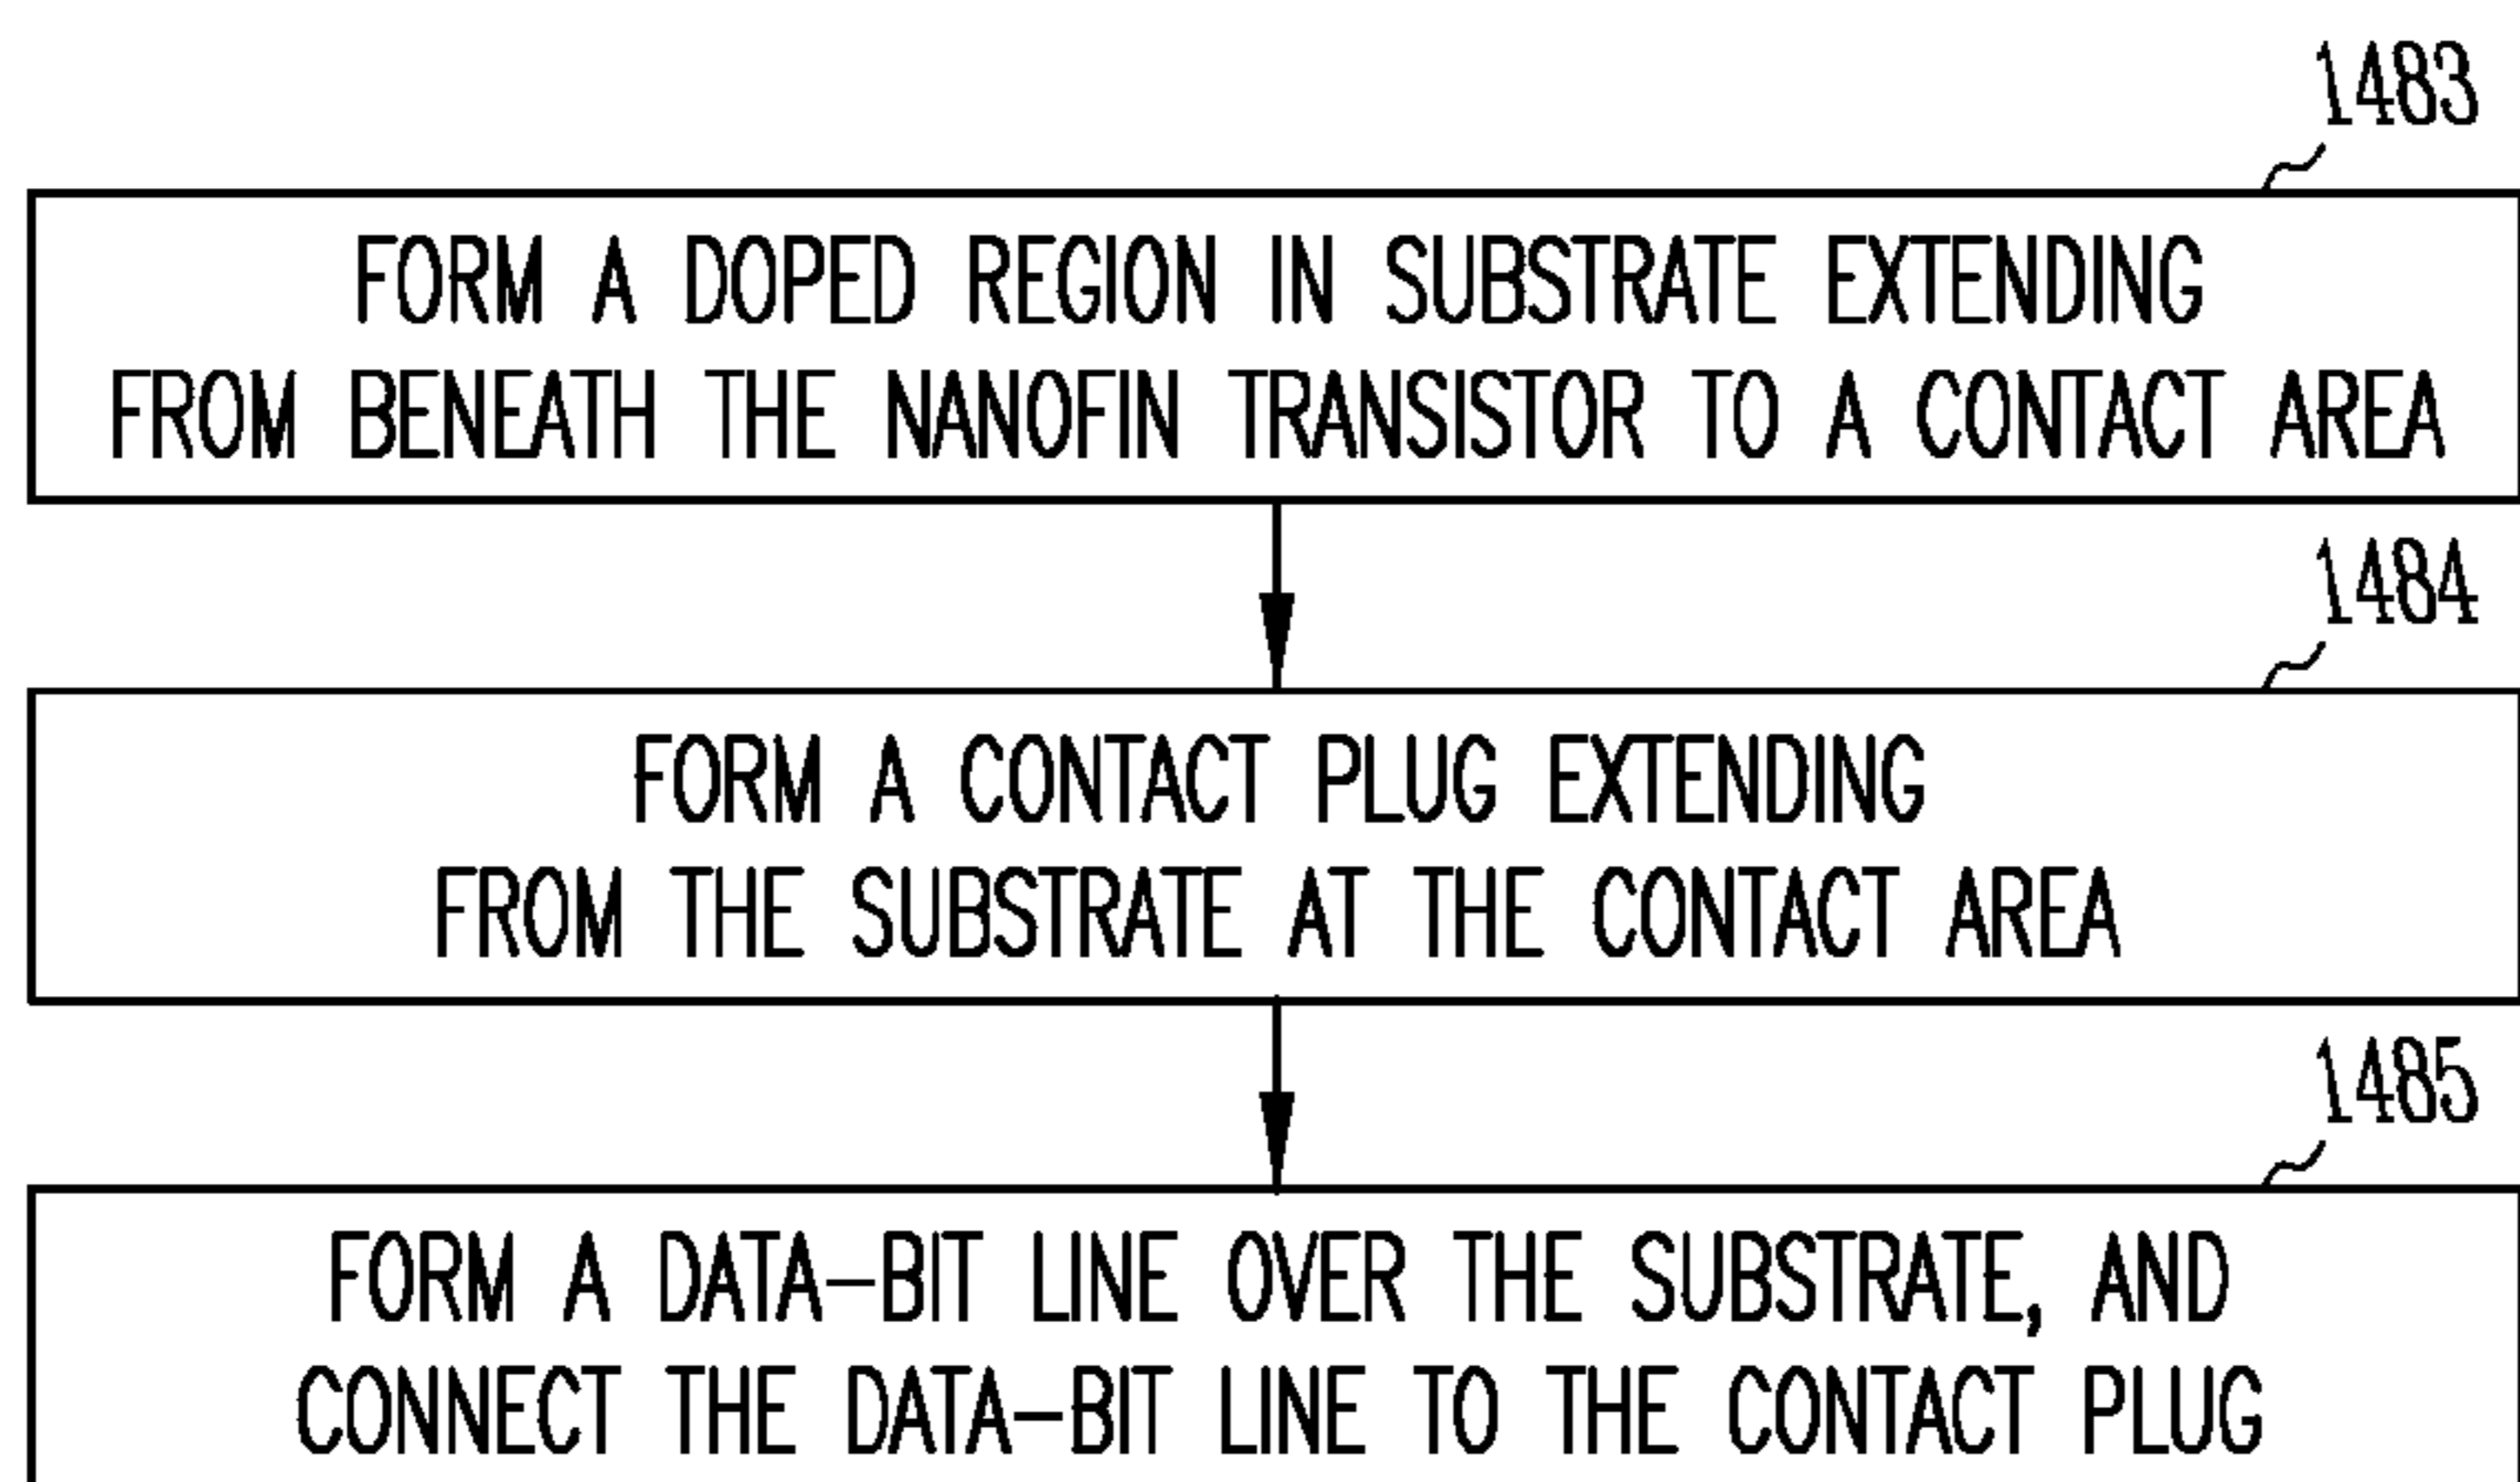 1483
FORM A DOPED REGION IN SUBSTRATE EXTENDING
FROM BENEATH THE NANOFIN TRANSISTOR TO A CONTACT AREA
1484
FORM A CONTACT PLUG EXTENDING
FROM THE SUBSTRATE AT THE CONTACT AREA
1485
FORM A DATA-BIT LINE OVER THE SUBSTRATE, AND
CONNECT THE DATA-BIT LINE TO THE CONTACT PLUG